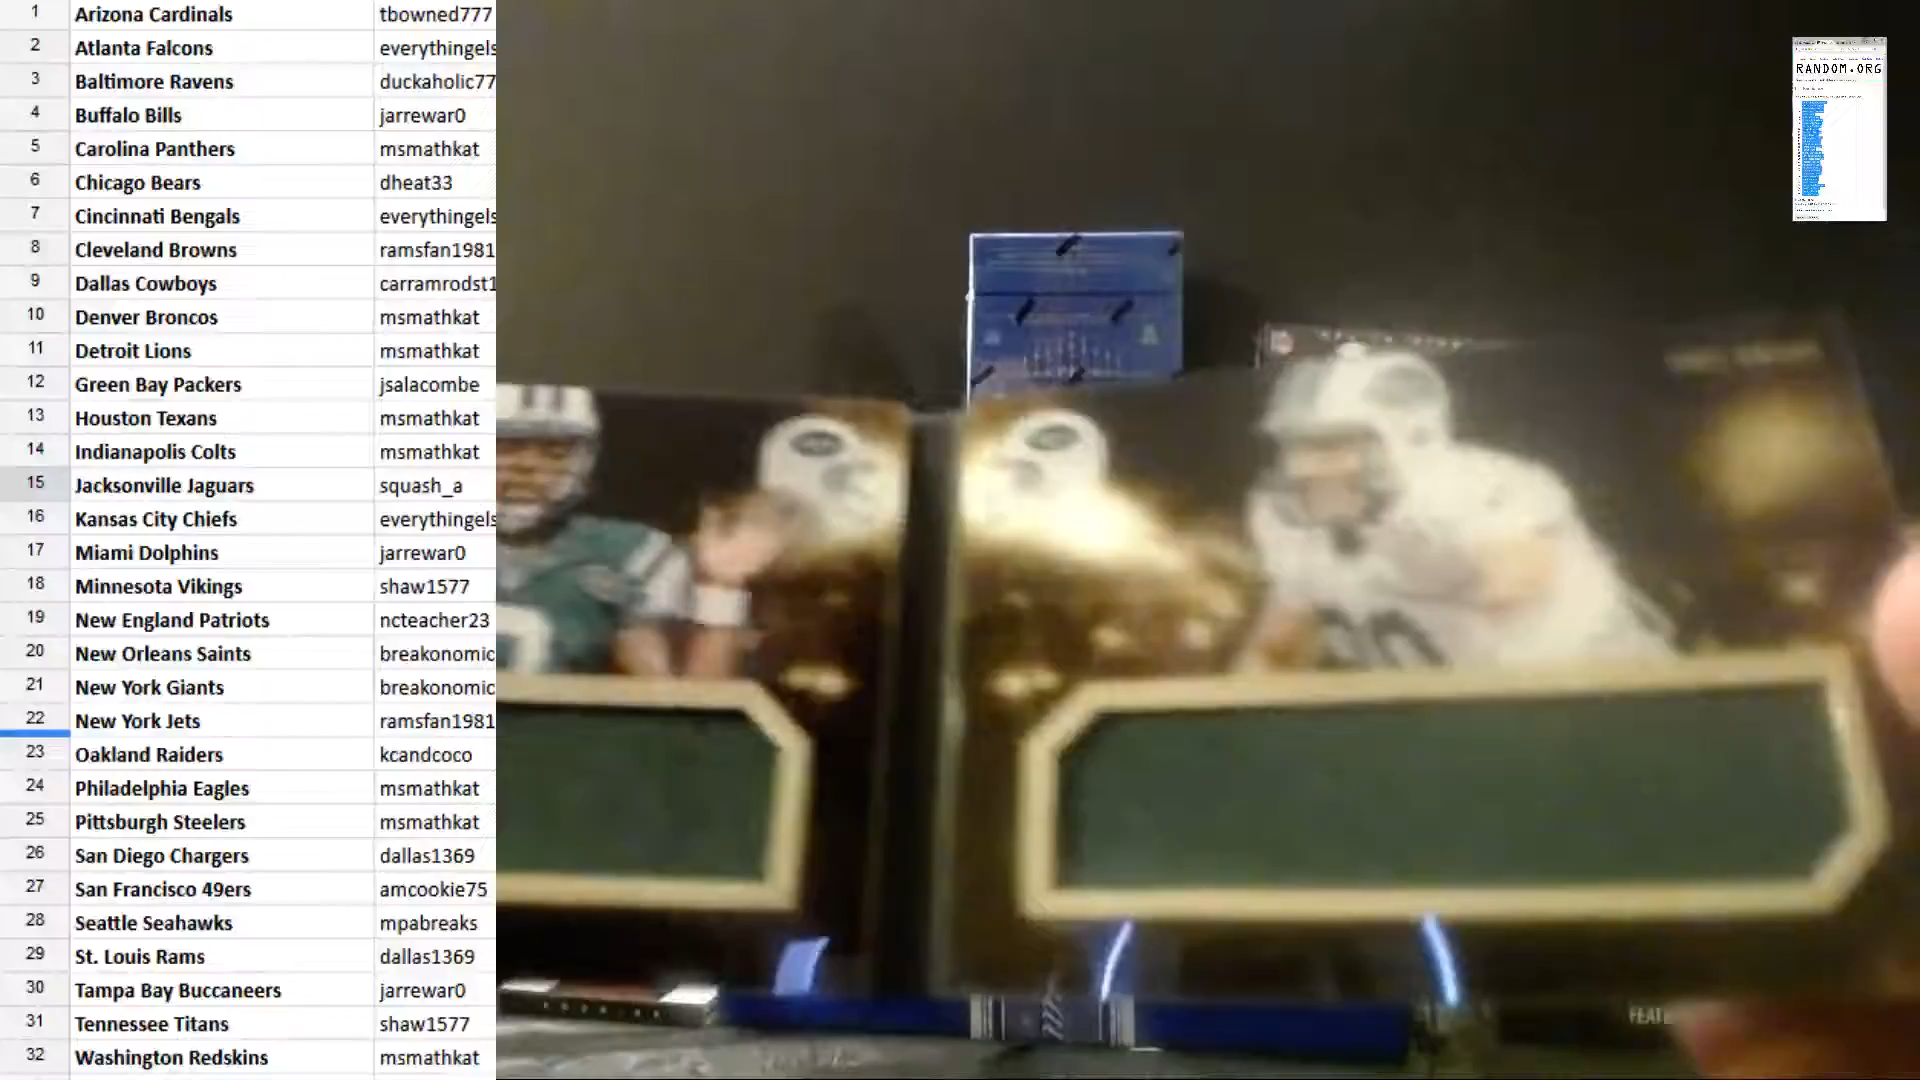 1 Arizona Cardinals tbowned777
2 Atlanta Falcons everythingels
3 Baltimore Ravens duckaholic77
4 Buffalo Bills jarrewar0
5 Carolina Panthers msmathkat
6 Chicago Bears dheat33
7 Cincinnati Bengals everythingels
8 Cleveland Browns ramsfan1981
9 Dallas Cowboys carramrodst1
10 Denver Broncos msmathkat
11 Detroit Lions msmathkat
12 Green Bay Packers jsalacombe
13 Houston Texans msmathkat
14 Indianapolis Colts msmathkat
15 Jacksonville Jaguars squash_a
16 Kansas City Chiefs everythingels
17 Miami Dolphins jarrewar0
18 Minnesota Vikings shaw1577
19 New England Patriots ncteacher23
20 New Orleans Saints breakonomic
21 New York Giants breakonomic
22 New York Jets ramsfan1981
23 Oakland Raiders kcandcoco
24 Philadelphia Eagles msmathkat
25 Pittsburgh Steelers msmathkat
26 San Diego Chargers dallas1369
27 San Francisco 49ers amcookie75
28 Seattle Seahawks mpabreaks
29 St. Louis Rams dallas1369
30 Tampa Bay Buccaneers jarrewar0
31 Tennessee Titans shaw1577
32 Washington Redskins msmathkat
RANDOM.ORG